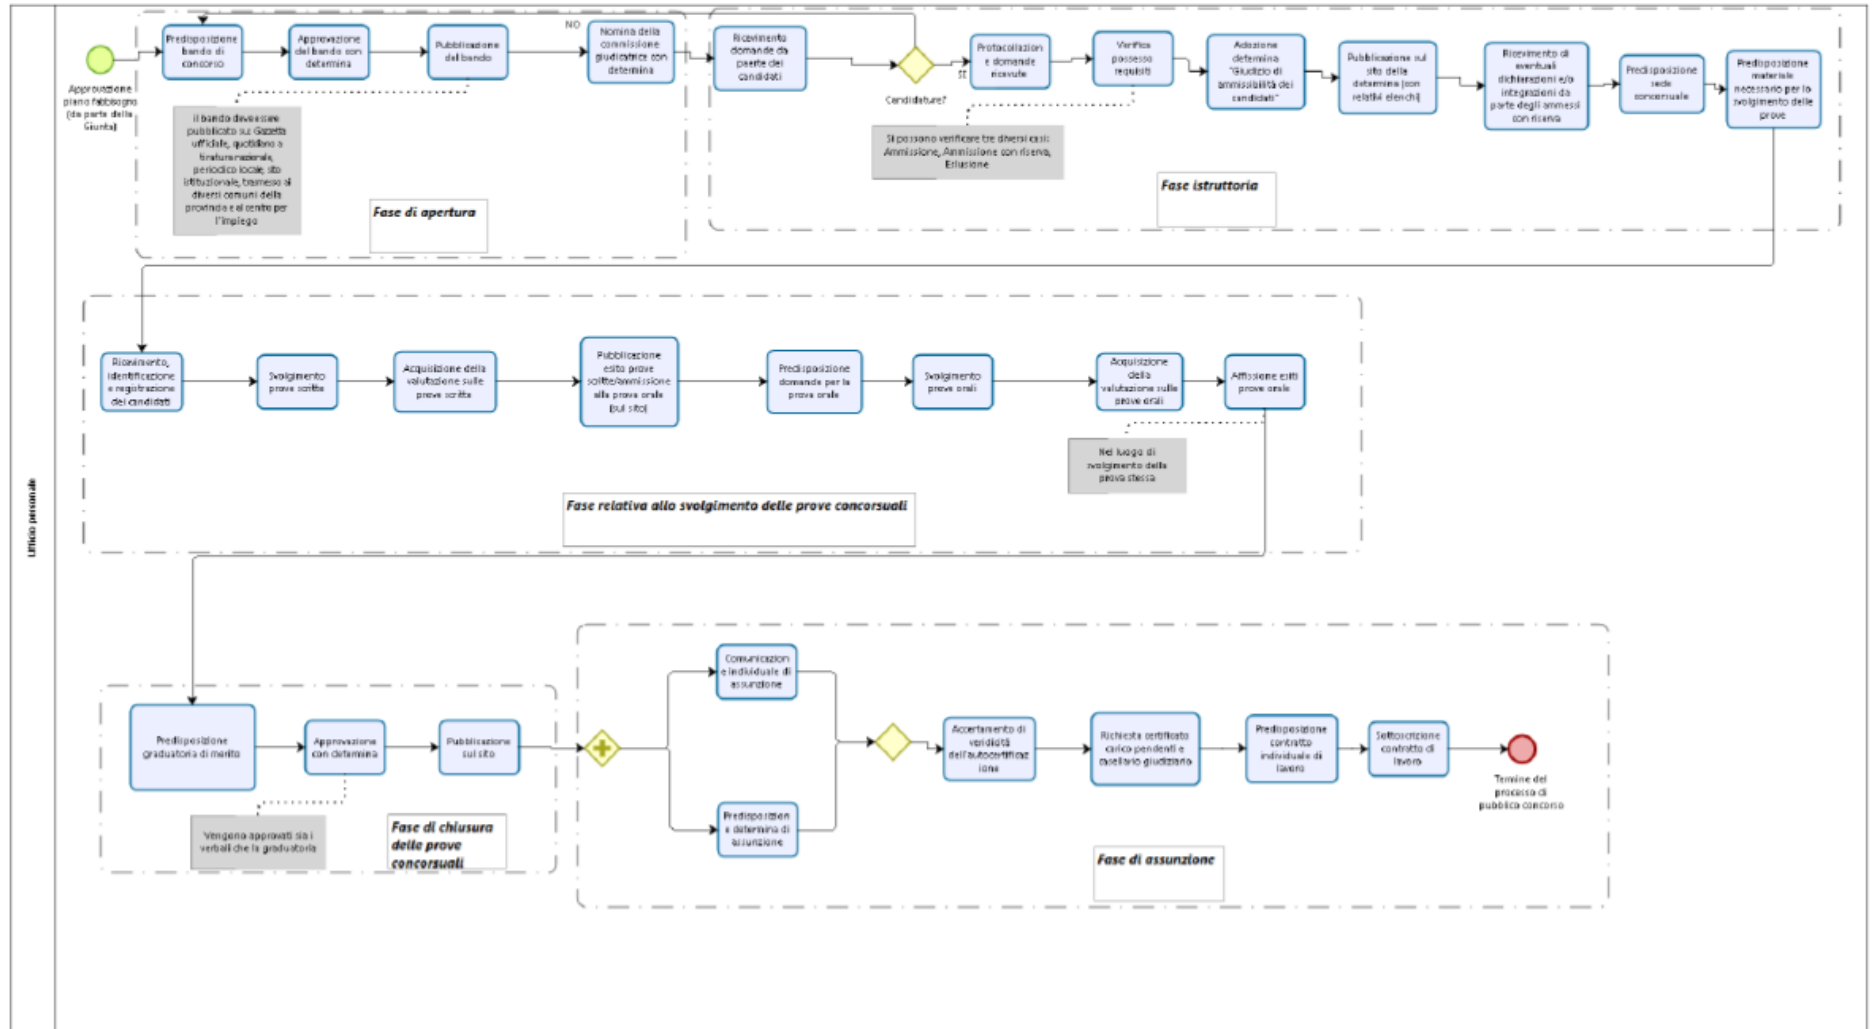 Ufficio personale
Approvazione
piano fabbisogno
(da parte della
Giunta)
Predisposizione
bando di
concorso
Approvazione
del bando con
determina
Pubblicazione
del bando
NO
Nomina della
commissione
giudicatrice con
determina
il bando deve essere
pubblicato su: Gazzetta
ufficiale, quotidiano a
tiratura nazionale,
periodico locale, sito
istituzionale, trasmesso ai
diversi comuni della
provincia e al centro per
l'impiego
Fase di apertura
Ricevimento
domande da
parte dei
candidati
Candidature?
SI
Protocollazion
e domande
ricevute
Verifica
possesso
requisiti
Si possono verificare tre diversi casi:
Ammissione, Ammissione con riserva,
Eslusione
Adozione
determina
"Giudizio di
ammissibilità dei
candidati"
Pubblicazione sul
sito della
determina (con
relativi elenchi)
Ricevimento di
eventuali
dichiarazioni e/o
integrazioni da
parte degli ammessi
con riserva
Predisposizione
sede
concorsuale
Predisposizione
materiale
necessario per lo
svolgimento delle
prove
Fase istruttoria
Ricevimento,
identificazione
e registrazione
dei candidati
Svolgimento
prove scritte
Acquisizione della
valutazione sulle
prove scritte
Pubblicazione
esito prove
scritte/ammissione
alla prova orale
(sul sito)
Predisposizione
domande per la
prova orale
Svolgimento
prove orali
Acquisizione
della
valutazione sulle
prove orali
Affissione esiti
prove orale
Nel luogo di
svolgimento della
prova stessa
Fase relativa allo svolgimento delle prove concorsuali
Predisposizione
graduatoria di merito
Approvazione
con determina
Pubblicazione
sul sito
Vengono approvati sia i
verbali che la graduatoria
Fase di chiusura
delle prove
concorsuali
Comunicazion
e individuale di
assunzione
Predisposizion
e determina di
assunzione
Accertamento di
veridicità
dell'autocertificaz
ione
Richiesta certificato
carico pendenti e
casellario giudiziario
Predisposizione
contratto
individuale di
lavoro
Sottoscrizione
contratto di
lavoro
Termine del
processo di
pubblico concorso
Fase di assunzione